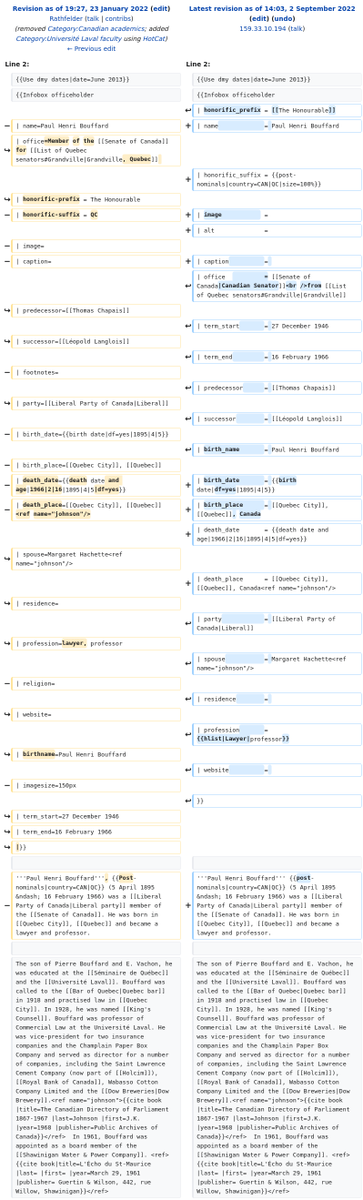 Revision as of 19:27, 23 January 2022 (edit)
Rathfelder (talk | contribs)
(removed Category:Canadian academics; added
Category:Université Laval faculty using HotCat)
← Previous edit
Latest revision as of 14:03, 2 September 2022
(edit) (undo)
159.33.10.194 (talk)
Line 2:
Line 2:
{{Use dmy dates|date=June 2013}}
{{Use dmy dates|date=June 2013}}
{{Infobox officeholder
{{Infobox officeholder
| honorific_prefix = [[The Honourable]]
| name=Paul Henri Bouffard
| name = Paul Henri Bouffard
| office=Member of the [[Senate of Canada]]
for [[List of Quebec
senators#Grandville|Grandville, Quebec]]
| honorific_suffix = {{post-
nominals|country=CAN|QC|size=100%}}
| honorific-prefix = The Honourable
| honorific-suffix = QC
| image =
| alt =
| image=
| caption=
| caption =
| office = [[Senate of
Canada|Canadian Senator]]<br />from [[List
of Quebec senators#Grandville|Grandville]]
| predecessor=[[Thomas Chapais]]
| term_start = 27 December 1946
| successor=[[Léopold Langlois]]
| term_end = 16 February 1966
| footnotes=
| predecessor = [[Thomas Chapais]]
| party=[[Liberal Party of Canada|Liberal]]
| successor = [[Léopold Langlois]]
| birth_date={{birth date|df=yes|1895|4|5}}
| birth_name = Paul Henri Bouffard
| birth_place=[[Quebec City]], [[Quebec]]
| death_date={{death date and
age|1966|2|16|1895|4|5|df=yes}}
| birth_date = {{birth
date|df=yes|1895|4|5}}
| death_place=[[Quebec City]], [[Quebec]]
<ref name="johnson"/>
| birth_place = [[Quebec City]],
[[Quebec]], Canada
| death_date = {{death date and
age|1966|2|16|1895|4|5|df=yes}}
| spouse=Margaret Hachette<ref
name="johnson"/>
| death_place = [[Quebec City]],
[[Quebec]], Canada<ref name="johnson"/>
| residence=
| party = [[Liberal Party of
Canada|Liberal]]
| profession=lawyer, professor
| spouse = Margaret Hachette<ref
name="johnson"/>
| religion=
| residence =
| website=
| profession =
{{hlist|Lawyer|professor}}
| birthname=Paul Henri Bouffard
| website =
| imagesize=150px
}}
| term_start=27 December 1946
| term_end=16 February 1966
|}}
'''Paul Henri Bouffard''', {{Post-
nominals|country=CAN|QC}} (5 April 1895
&ndash; 16 February 1966) was a [[Liberal
Party of Canada|Liberal party]] member of
the [[Senate of Canada]]. He was born in
[[Quebec City]], [[Quebec]] and became a
lawyer and professor.
'''Paul Henri Bouffard''' {{post-
nominals|country=CAN|QC}} (5 April 1895
&ndash; 16 February 1966) was a [[Liberal
Party of Canada|Liberal party]] member of
the [[Senate of Canada]]. He was born in
[[Quebec City]], [[Quebec]] and became a
lawyer and professor.
The son of Pierre Bouffard and E. Vachon, he
was educated at the [[Séminaire de Québec]]
and the [[Université Laval]]. Bouffard was
called to the [[Bar of Quebec|Quebec bar]]
in 1918 and practised law in [[Quebec
City]]. In 1928, he was named [[King's
Counsel]]. Bouffard was professor of
Commercial Law at the Université Laval. He
was vice-president for two insurance
companies and the Champlain Paper Box
Company and served as director for a number
of companies, including the Saint Lawrence
Cement Company (now part of [[Holcim]]),
[[Royal Bank of Canada]], Wabasso Cotton
Company Limited and the [[Dow Breweries|Dow
Brewery]].<ref name="johnson">{{cite book
|title=The Canadian Directory of Parliament
1867-1967 |last=Johnson |first=J.K.
|year=1968 |publisher=Public Archives of
Canada}}</ref> In 1961, Bouffard was
appointed as a board member of the
[[Shawinigan Water & Power Company]]. <ref>
{{cite book|title=L'Écho du St-Maurice
|last= |first= |year=March 29, 1961
|publisher= Guertin & Wilson, 442, rue
Willow, Shawinigan}}</ref>
The son of Pierre Bouffard and E. Vachon, he
was educated at the [[Séminaire de Québec]]
and the [[Université Laval]]. Bouffard was
called to the [[Bar of Quebec|Quebec bar]]
in 1918 and practised law in [[Quebec
City]]. In 1928, he was named [[King's
Counsel]]. Bouffard was professor of
Commercial Law at the Université Laval. He
was vice-president for two insurance
companies and the Champlain Paper Box
Company and served as director for a number
of companies, including the Saint Lawrence
Cement Company (now part of [[Holcim]]),
[[Royal Bank of Canada]], Wabasso Cotton
Company Limited and the [[Dow Breweries|Dow
Brewery]].<ref name="johnson">{{cite book
|title=The Canadian Directory of Parliament
1867-1967 |last=Johnson |first=J.K.
|year=1968 |publisher=Public Archives of
Canada}}</ref> In 1961, Bouffard was
appointed as a board member of the
[[Shawinigan Water & Power Company]]. <ref>
{{cite book|title=L'Écho du St-Maurice
|last= |first= |year=March 29, 1961
|publisher= Guertin & Wilson, 442, rue
Willow, Shawinigan}}</ref>